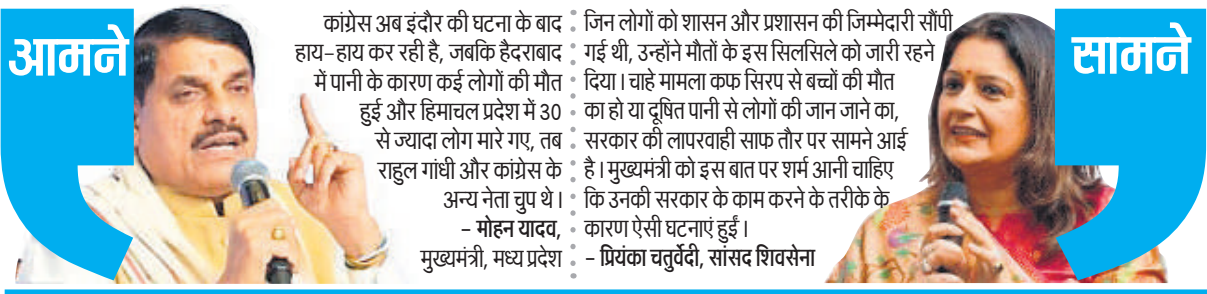 आमने
कांग्रेस अब इंदौर की घटना के बाद
हाय-हाय कर रही है, जबकि हैदराबाद
में पानी के कारण कई लोगों की मौत
हुई और हिमाचल प्रदेश में 30
से ज्यादा लोग मारे गए, तब
राहुल गांधी और कांग्रेस के
अन्य नेता चुप थे।
- मोहन यादव,
मुख्यमंत्री, मध्य प्रदेश
जिन लोगों को शासन और प्रशासन की जिम्मेदारी सौंपी
गई थी, उन्होंने मौतों के इस सिलसिले को जारी रहने
दिया। चाहे मामला कफ सिरप से बच्चों की मौत
का हो या दूषित पानी से लोगों की जान जाने का,
सरकार की लापरवाही साफ तौर पर सामने आई
है। मुख्यमंत्री को इस बात पर शर्म आनी चाहिए
कि उनकी सरकार के काम करने के तरीके के
कारण ऐसी घटनाएं हुईं।
- प्रियंका चतुर्वेदी, सांसद शिवसेना
सामने